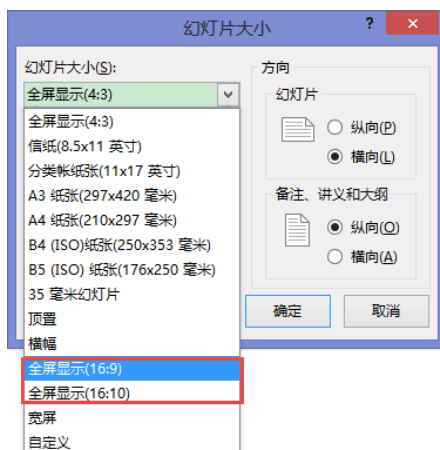 幻灯片大小
?
×
幻灯片大小(S):
全屏显示(4:3)
全屏显示(4:3)
信纸(8.5x11 英寸)
分类帐纸张(11x17 英寸)
A3 纸张(297x420 毫米)
A4 纸张(210x297 毫米)
B4 (ISO)纸张(250x353 毫米)
B5 (ISO) 纸张(176x250 毫米)
35 毫米幻灯片
顶置
横幅
全屏显示(16:9)
全屏显示(16:10)
宽屏
自定义
方向
幻灯片
纵向(P)
横向(L)
备注、讲义和大纲
纵向(O)
横向(A)
确定
取消